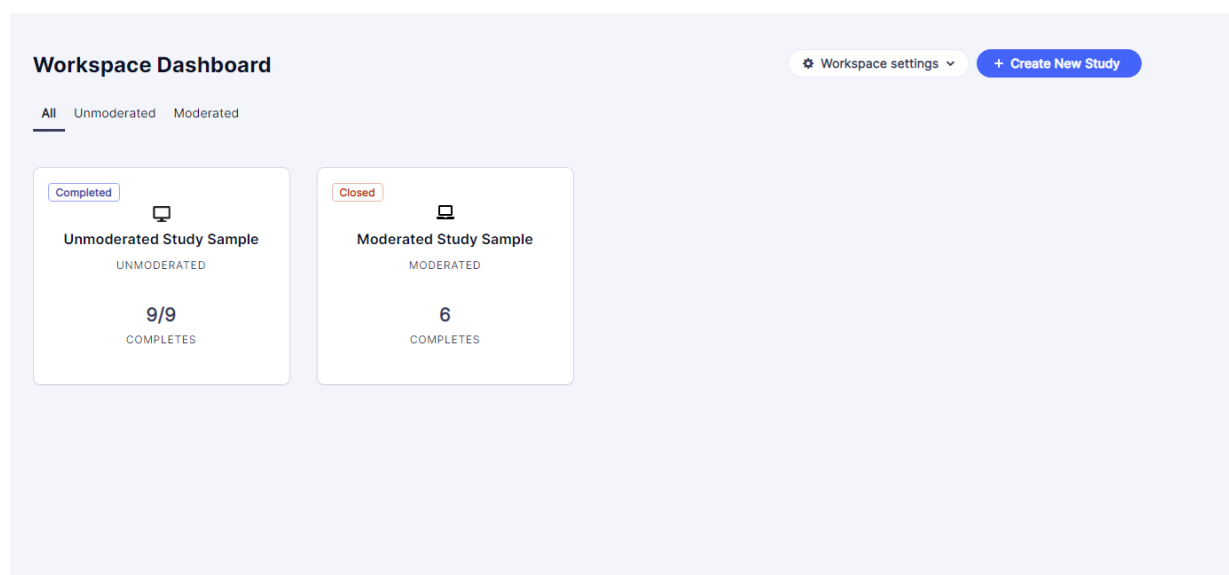 Workspace Dashboard
Workspace settings
+ Create New Study
All Unmoderated Moderated
Completed
Unmoderated Study Sample
UNMODERATED
9/9
COMPLETES
Closed
Moderated Study Sample
MODERATED
6
COMPLETES